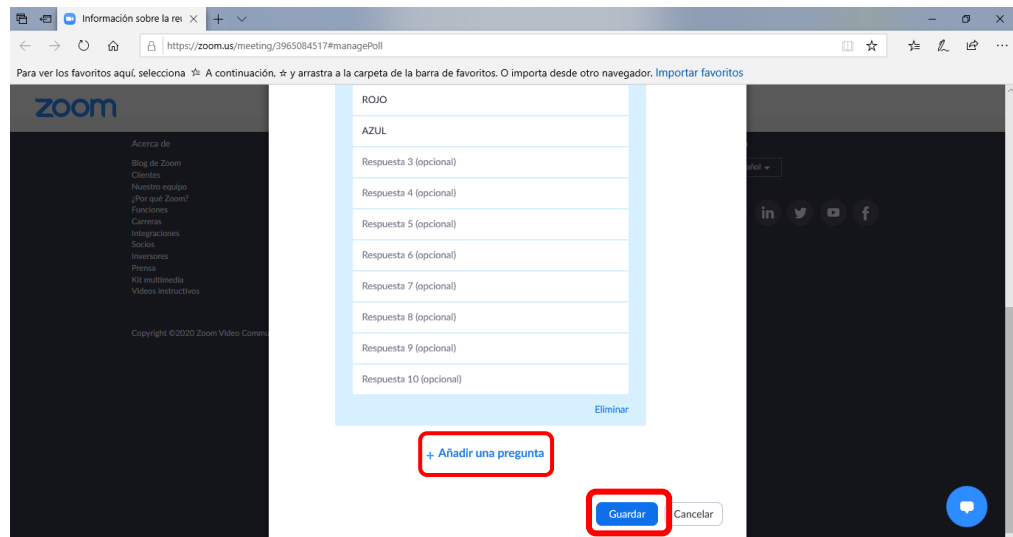 Información sobre la reu
https://zoom.us/meeting/3965084517#managePoll
Para ver los favoritos aquí, selecciona A continuación, y arrastra a la carpeta de la barra de favoritos. O importa desde otro navegador. Importar favoritos
zoom
ROJO
AZUL
Respuesta 3 (opcional)
Respuesta 4 (opcional)
Respuesta 5 (opcional)
Respuesta 6 (opcional)
Respuesta 7 (opcional)
Respuesta 8 (opcional)
Respuesta 9 (opcional)
Respuesta 10 (opcional)
Eliminar
+ Añadir una pregunta
Guardar
Cancelar
Acerca de
Blog de Zoom
Clientes
Nuestro equipo
¿Por qué Zoom?
Funciones
Carreras
Integraciones
Socios
Inversores
Prensa
Kit multimedia
Vídeos instructivos
Copyright ©2020 Zoom Video Commu
añol
in
f